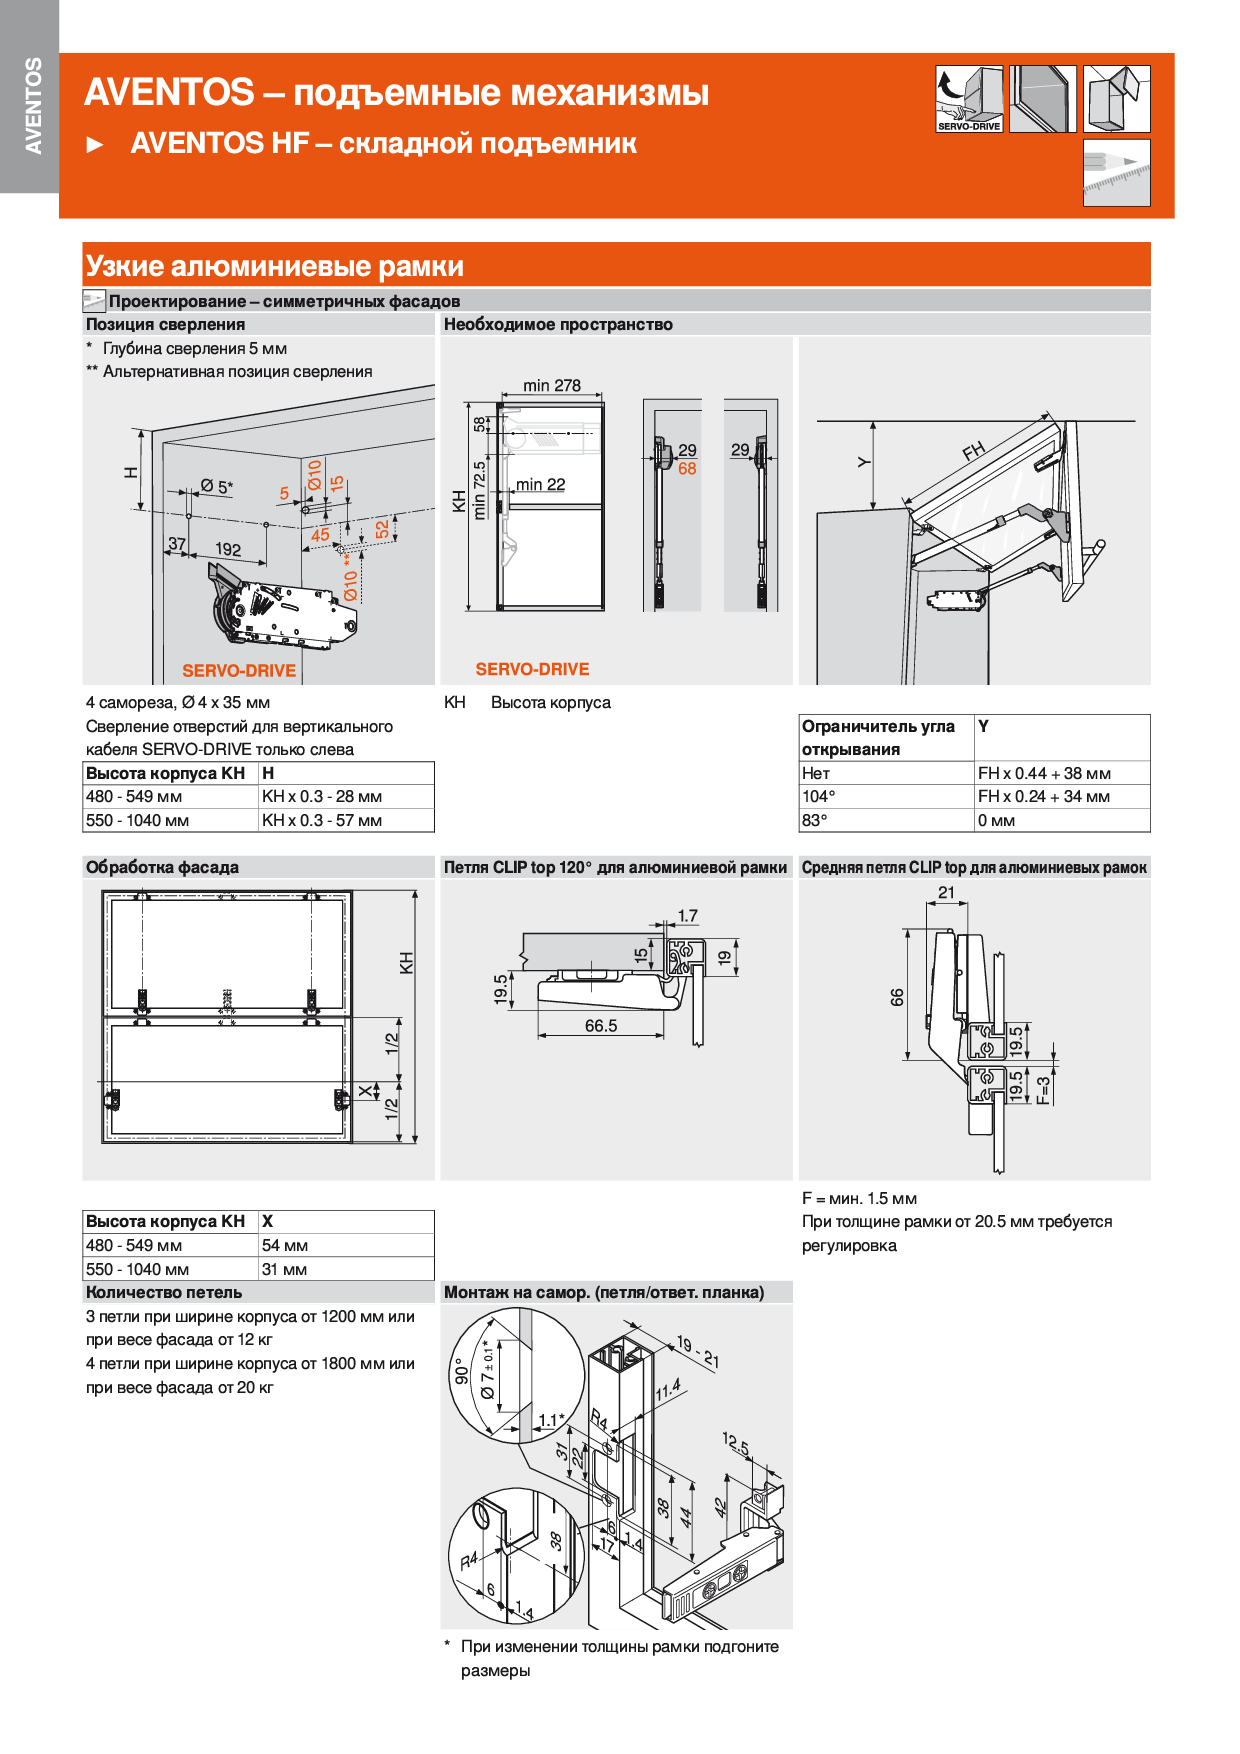 AVENTOS
AVENTOS – подъемные механизмы
► AVENTOS HF – складной подъемник
SERVO-DRIVE
Узкие алюминиевые рамки
Проектирование – симметричных фасадов
Позиция сверления
* Глубина сверления 5 мм
** Альтернативная позиция сверления
H
Ø 5*
5
Ø10
15
37
192
45
52
Ø10 **
SERVO-DRIVE
4 самореза, Ø 4 x 35 мм
Сверление отверстий для вертикального
кабеля SERVO-DRIVE только слева
Высота корпуса KH H
480 - 549 мм KH x 0.3 - 28 мм
550 - 1040 мм KH x 0.3 - 57 мм
Необходимое пространство
min 278
58
KH
min 72.5
min 22
29
68
29
SERVO-DRIVE
KH Высота корпуса
Y
FH
Ограничитель угла
открывания
Y
Нет FH x 0.44 + 38 мм
104° FH x 0.24 + 34 мм
83° 0 мм
Обработка фасада
KH
1/2
X
1/2
Высота корпуса KH X
480 - 549 мм 54 мм
550 - 1040 мм 31 мм
Петля CLIP top 120° для алюминиевой рамки
1.7
15
19
19.5
66.5
Средняя петля CLIP top для алюминиевых рамок
21
66
19.5
19.5
F=3
F = мин. 1.5 мм
При толщине рамки от 20.5 мм требуется
регулировка
Количество петель
3 петли при ширине корпуса от 1200 мм или
при весе фасада от 12 кг
4 петли при ширине корпуса от 1800 мм или
при весе фасада от 20 кг
Монтаж на самор. (петля/ответ. планка)
90°
Ø 7 ± 0.1 *
1.1*
19 - 21
11.4
R4
31
22
12.5
38
44
42
6
1.4
17
R4
38
6
1.4
* При изменении толщины рамки подгоните
размеры